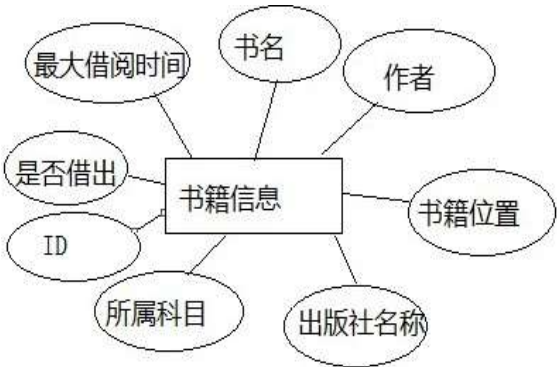 书名
最大借阅时间
作者
是否借出
书籍信息
书籍位置
ID
所属科目
出版社名称